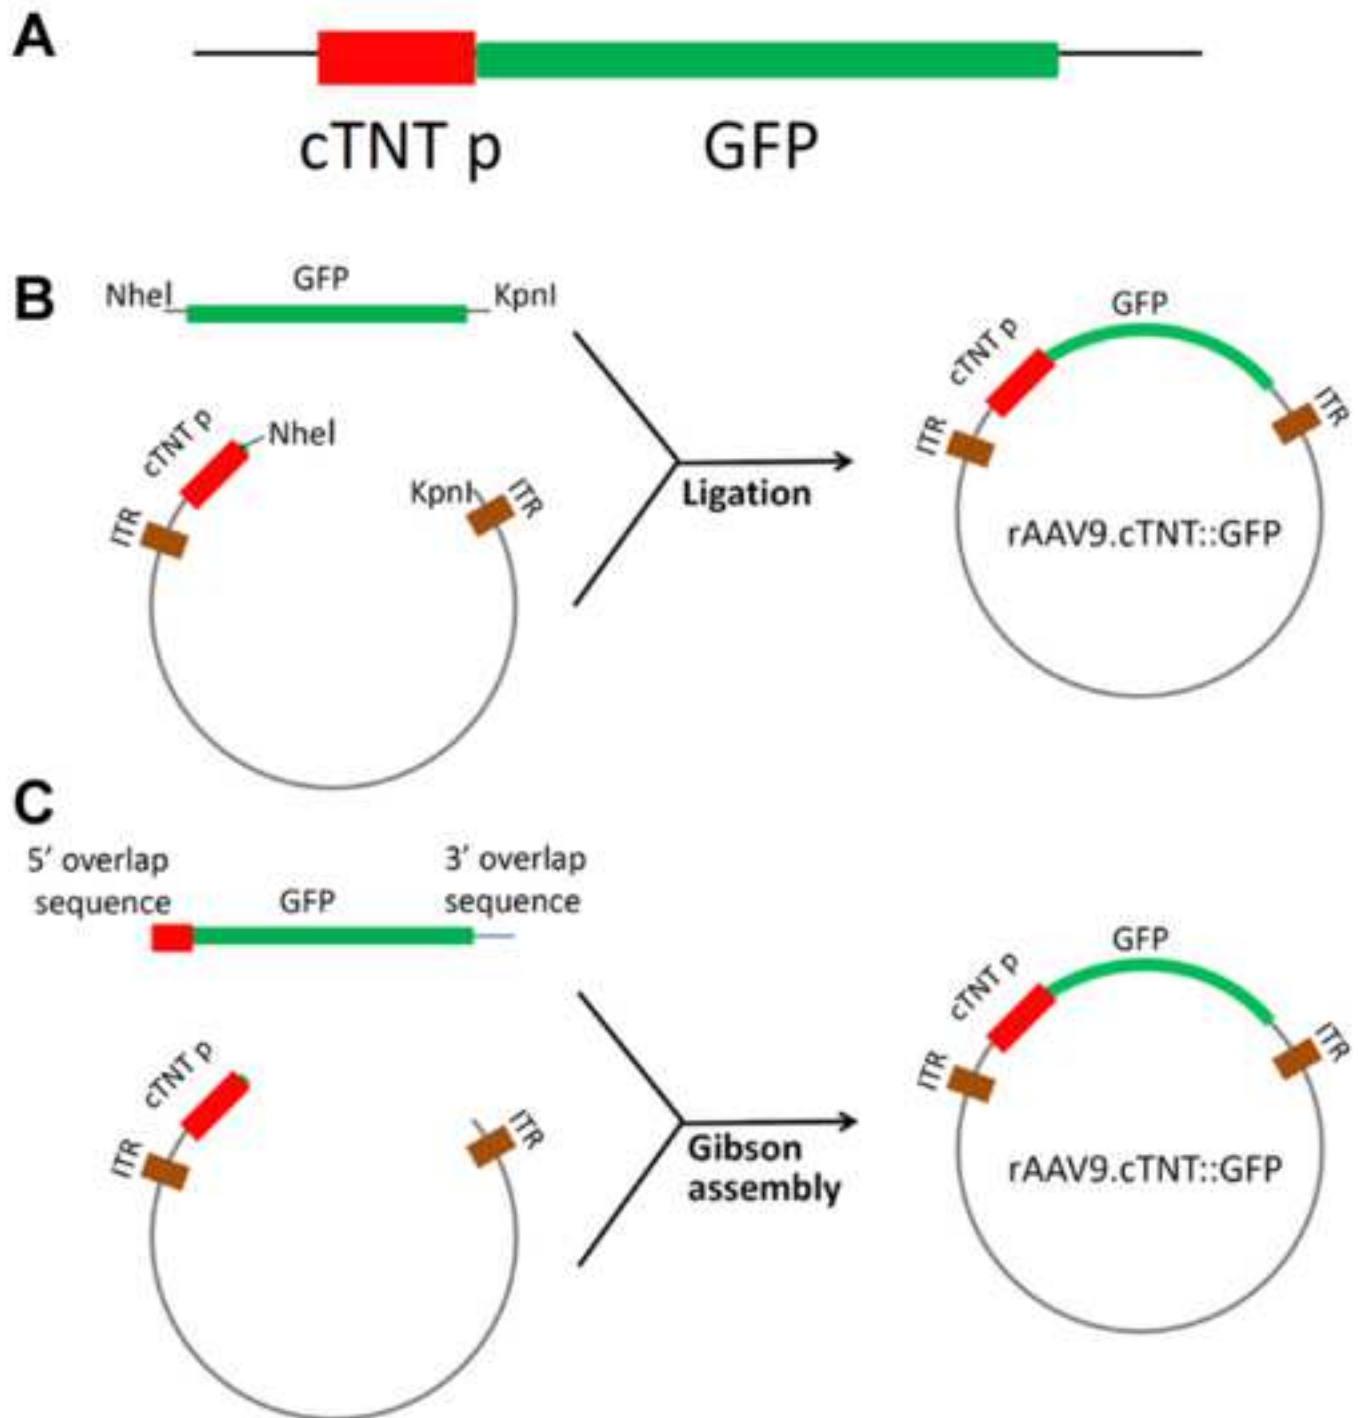 A
cTNT p
GFP
B
NheI
GFP
KpnI
cTNT p
NheI
KpnI
ITR
ITR
Ligation
GFP
cTNT p
ITR
ITR
rAAV9.cTNT::GFP
C
5' overlap
sequence
GFP
3' overlap
sequence
cTNT p
ITR
ITR
Gibson
assembly
GFP
cTNT p
ITR
ITR
rAAV9.cTNT::GFP